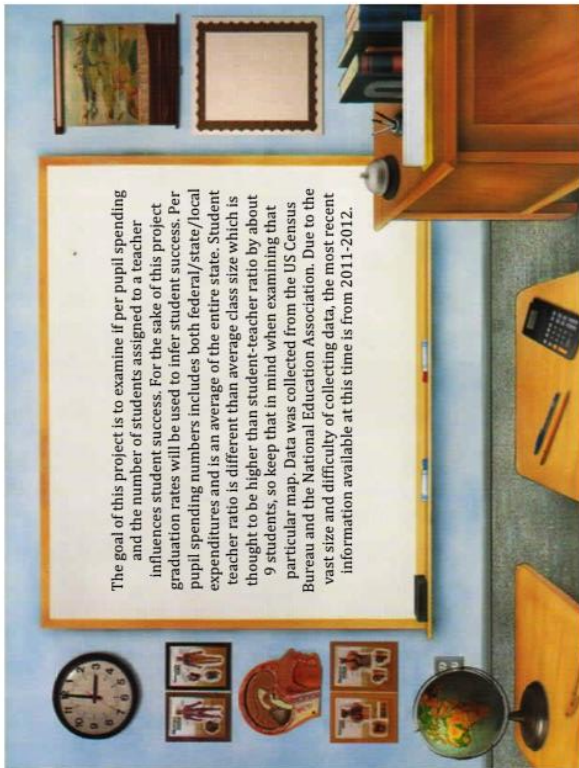 The goal of this project is to examine if per pupil spending
and the number of students assigned to a teacher
influences student success. For the sake of this project
graduation rates will be used to infer student success. Per
pupil spending numbers includes both federal/state/local
expenditures and is an average of the entire state. Student
teacher ratio is different than average class size which is
thought to be higher than student-teacher ratio by about
9 students, so keep that in mind when examining that
particular map. Data was collected from the US Census
Bureau and the National Education Association. Due to the
vast size and difficulty of collecting data, the most recent
information available at this time is from 2011-2012.